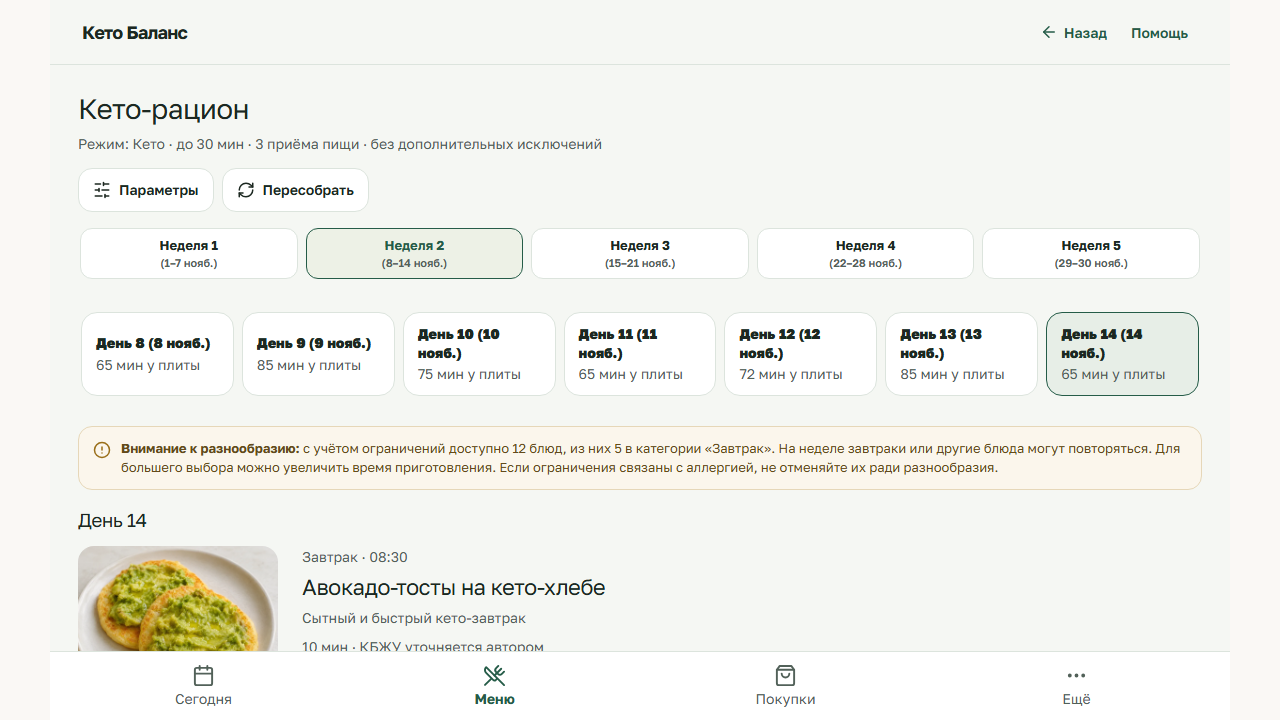 Кето Баланс
Назад
Помощь
Кето-рацион
Режим: Кето · до 30 мин · 3 приёма пищи · без дополнительных исключений
Параметры
Пересобрать
Неделя 1
(1–7 нояб.)
Неделя 2
(8–14 нояб.)
Неделя 3
(15–21 нояб.)
Неделя 4
(22–28 нояб.)
Неделя 5
(29–30 нояб.)
День 8 (8 нояб.)
65 мин у плиты
День 9 (9 нояб.)
85 мин у плиты
День 10 (10
нояб.)
75 мин у плиты
День 11 (11
нояб.)
65 мин у плиты
День 12 (12
нояб.)
72 мин у плиты
День 13 (13
нояб.)
85 мин у плиты
День 14 (14
нояб.)
65 мин у плиты
Внимание к разнообразию: с учётом ограничений доступно 12 блюд, из них 5 в категории «Завтрак». На неделе завтраки или другие блюда могут повторяться. Для
большего выбора можно увеличить время приготовления. Если ограничения связаны с аллергией, не отменяйте их ради разнообразия.
День 14
Завтрак · 08:30
Авокадо-тосты на кето-хлебе
Сытный и быстрый кето-завтрак
10 мин · КБЖУ уточняется автором
Сегодня
Меню
Покупки
Ещё